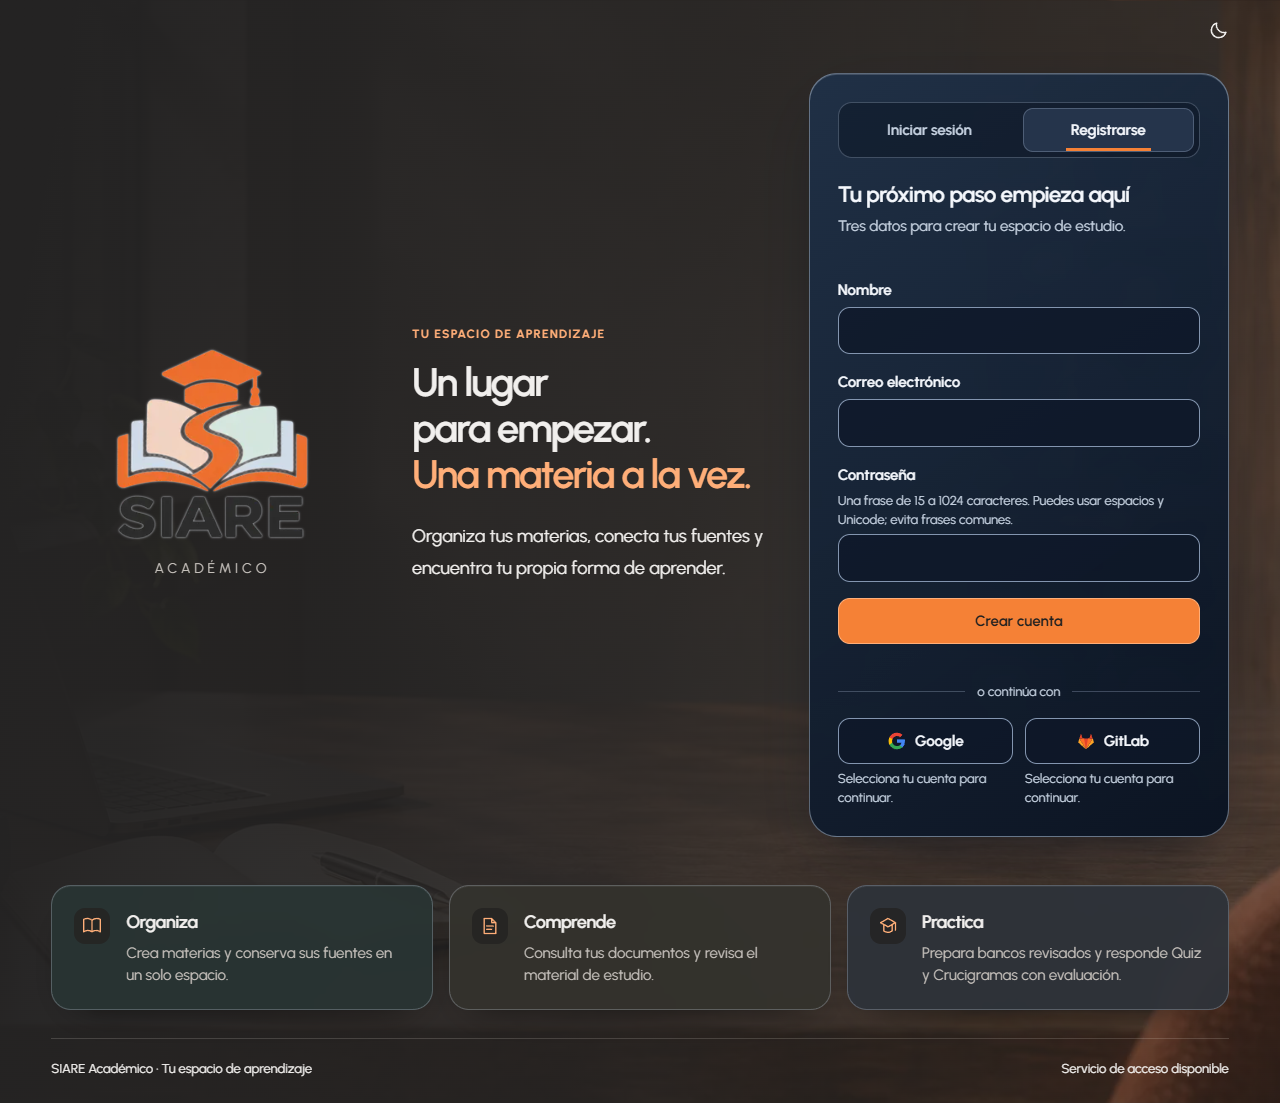 Iniciar sesión
Registrarse
Tu próximo paso empieza aquí
Tres datos para crear tu espacio de estudio.
Nombre
Correo electrónico
Contraseña
Una frase de 15 a 1024 caracteres. Puedes usar espacios y
Unicode; evita frases comunes.
Crear cuenta
o continúa con
Google
GitLab
Selecciona tu cuenta para
continuar.
Selecciona tu cuenta para
continuar.
SIARE
ACADÉMICO
TU ESPACIO DE APRENDIZAJE
Un lugar
para empezar.
Una materia a la vez.
Organiza tus materias, conecta tus fuentes y
encuentra tu propia forma de aprender.
Organiza
Crea materias y conserva sus fuentes en
un solo espacio.
Comprende
Consulta tus documentos y revisa el
material de estudio.
Practica
Prepara bancos revisados y responde Quiz
y Crucigramas con evaluación.
SIARE Académico · Tu espacio de aprendizaje
Servicio de acceso disponible